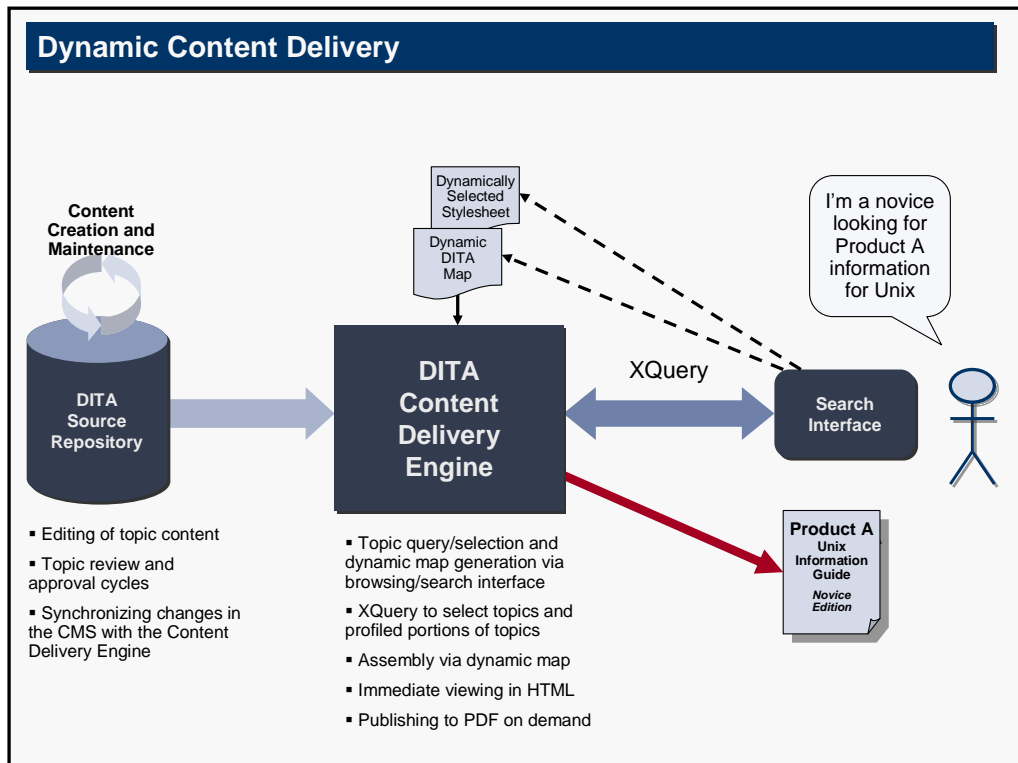 Dynamic Content Delivery
Content
Creation and
Maintenance
DITA
Source
Repository
▪ Editing of topic content
▪ Topic review and
approval cycles
▪ Synchronizing changes in
the CMS with the Content
Delivery Engine
Dynamically
Selected
Stylesheet
Dynamic
DITA
Map
DITA
Content
Delivery
Engine
▪ Topic query/selection and
dynamic map generation via
browsing/search interface
▪ XQuery to select topics and
profiled portions of topics
▪ Assembly via dynamic map
▪ Immediate viewing in HTML
▪ Publishing to PDF on demand
XQuery
I'm a novice
looking for
Product A
information
for Unix
Search
Interface
Product A
Unix
Information
Guide
Novice
Edition